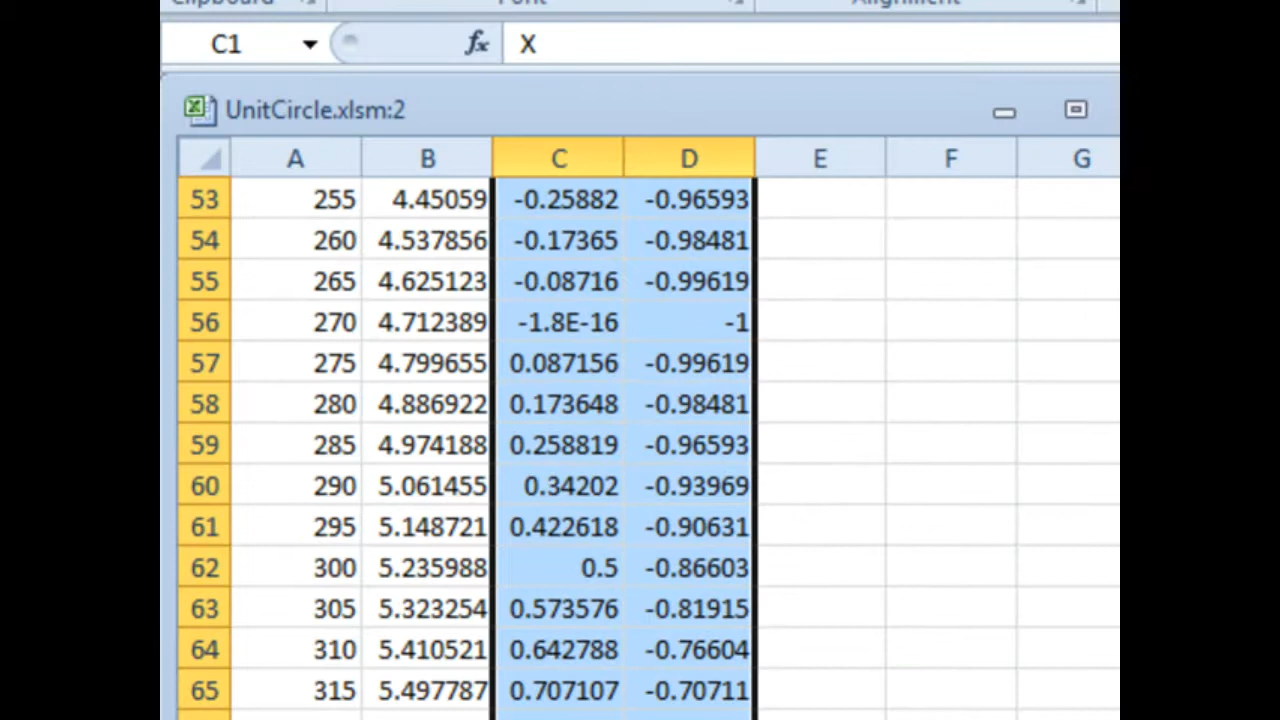 Clipboard Font Alignment
C1 fx X
UnitCircle.xlsm:2
A B C D E F G
53 255 4.45059 -0.25882 -0.96593
54 260 4.537856 -0.17365 -0.98481
55 265 4.625123 -0.08716 -0.99619
56 270 4.712389 -1.8E-16 -1
57 275 4.799655 0.087156 -0.99619
58 280 4.886922 0.173648 -0.98481
59 285 4.974188 0.258819 -0.96593
60 290 5.061455 0.34202 -0.93969
61 295 5.148721 0.422618 -0.90631
62 300 5.235988 0.5 -0.86603
63 305 5.323254 0.573576 -0.81915
64 310 5.410521 0.642788 -0.76604
65 315 5.497787 0.707107 -0.70711